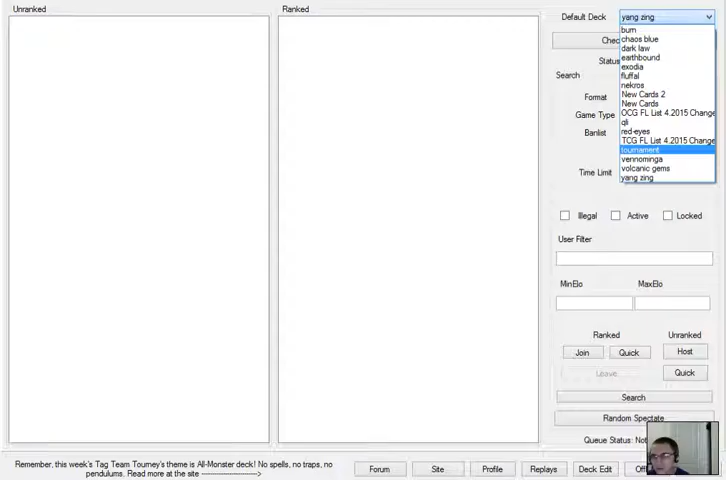 Unranked
Ranked
Default Deck
yang zing
burn
chaos blue
dark law
earthbound
exodia
fluffal
nekros
New Cards 2
New Cards
OCG FL List 4.2015 Change
qli
red-eyes
TCG FL List 4.2015 Change
tournament
vennominga
volcanic gems
yang zing
Status
Search
Format
Game Type
Banlist
Time Limit
Illegal
Active
Locked
User Filter
MinElo
MaxElo
Ranked
Unranked
Join
Quick
Host
Leave
Quick
Search
Random Spectate
Queue Status:
Remember, this week's Tag Team Tourney's theme is All-Monster deck! No spells, no traps, no
pendulums. Read more at the site -------------------->
Forum
Site
Profile
Replays
Deck Edit